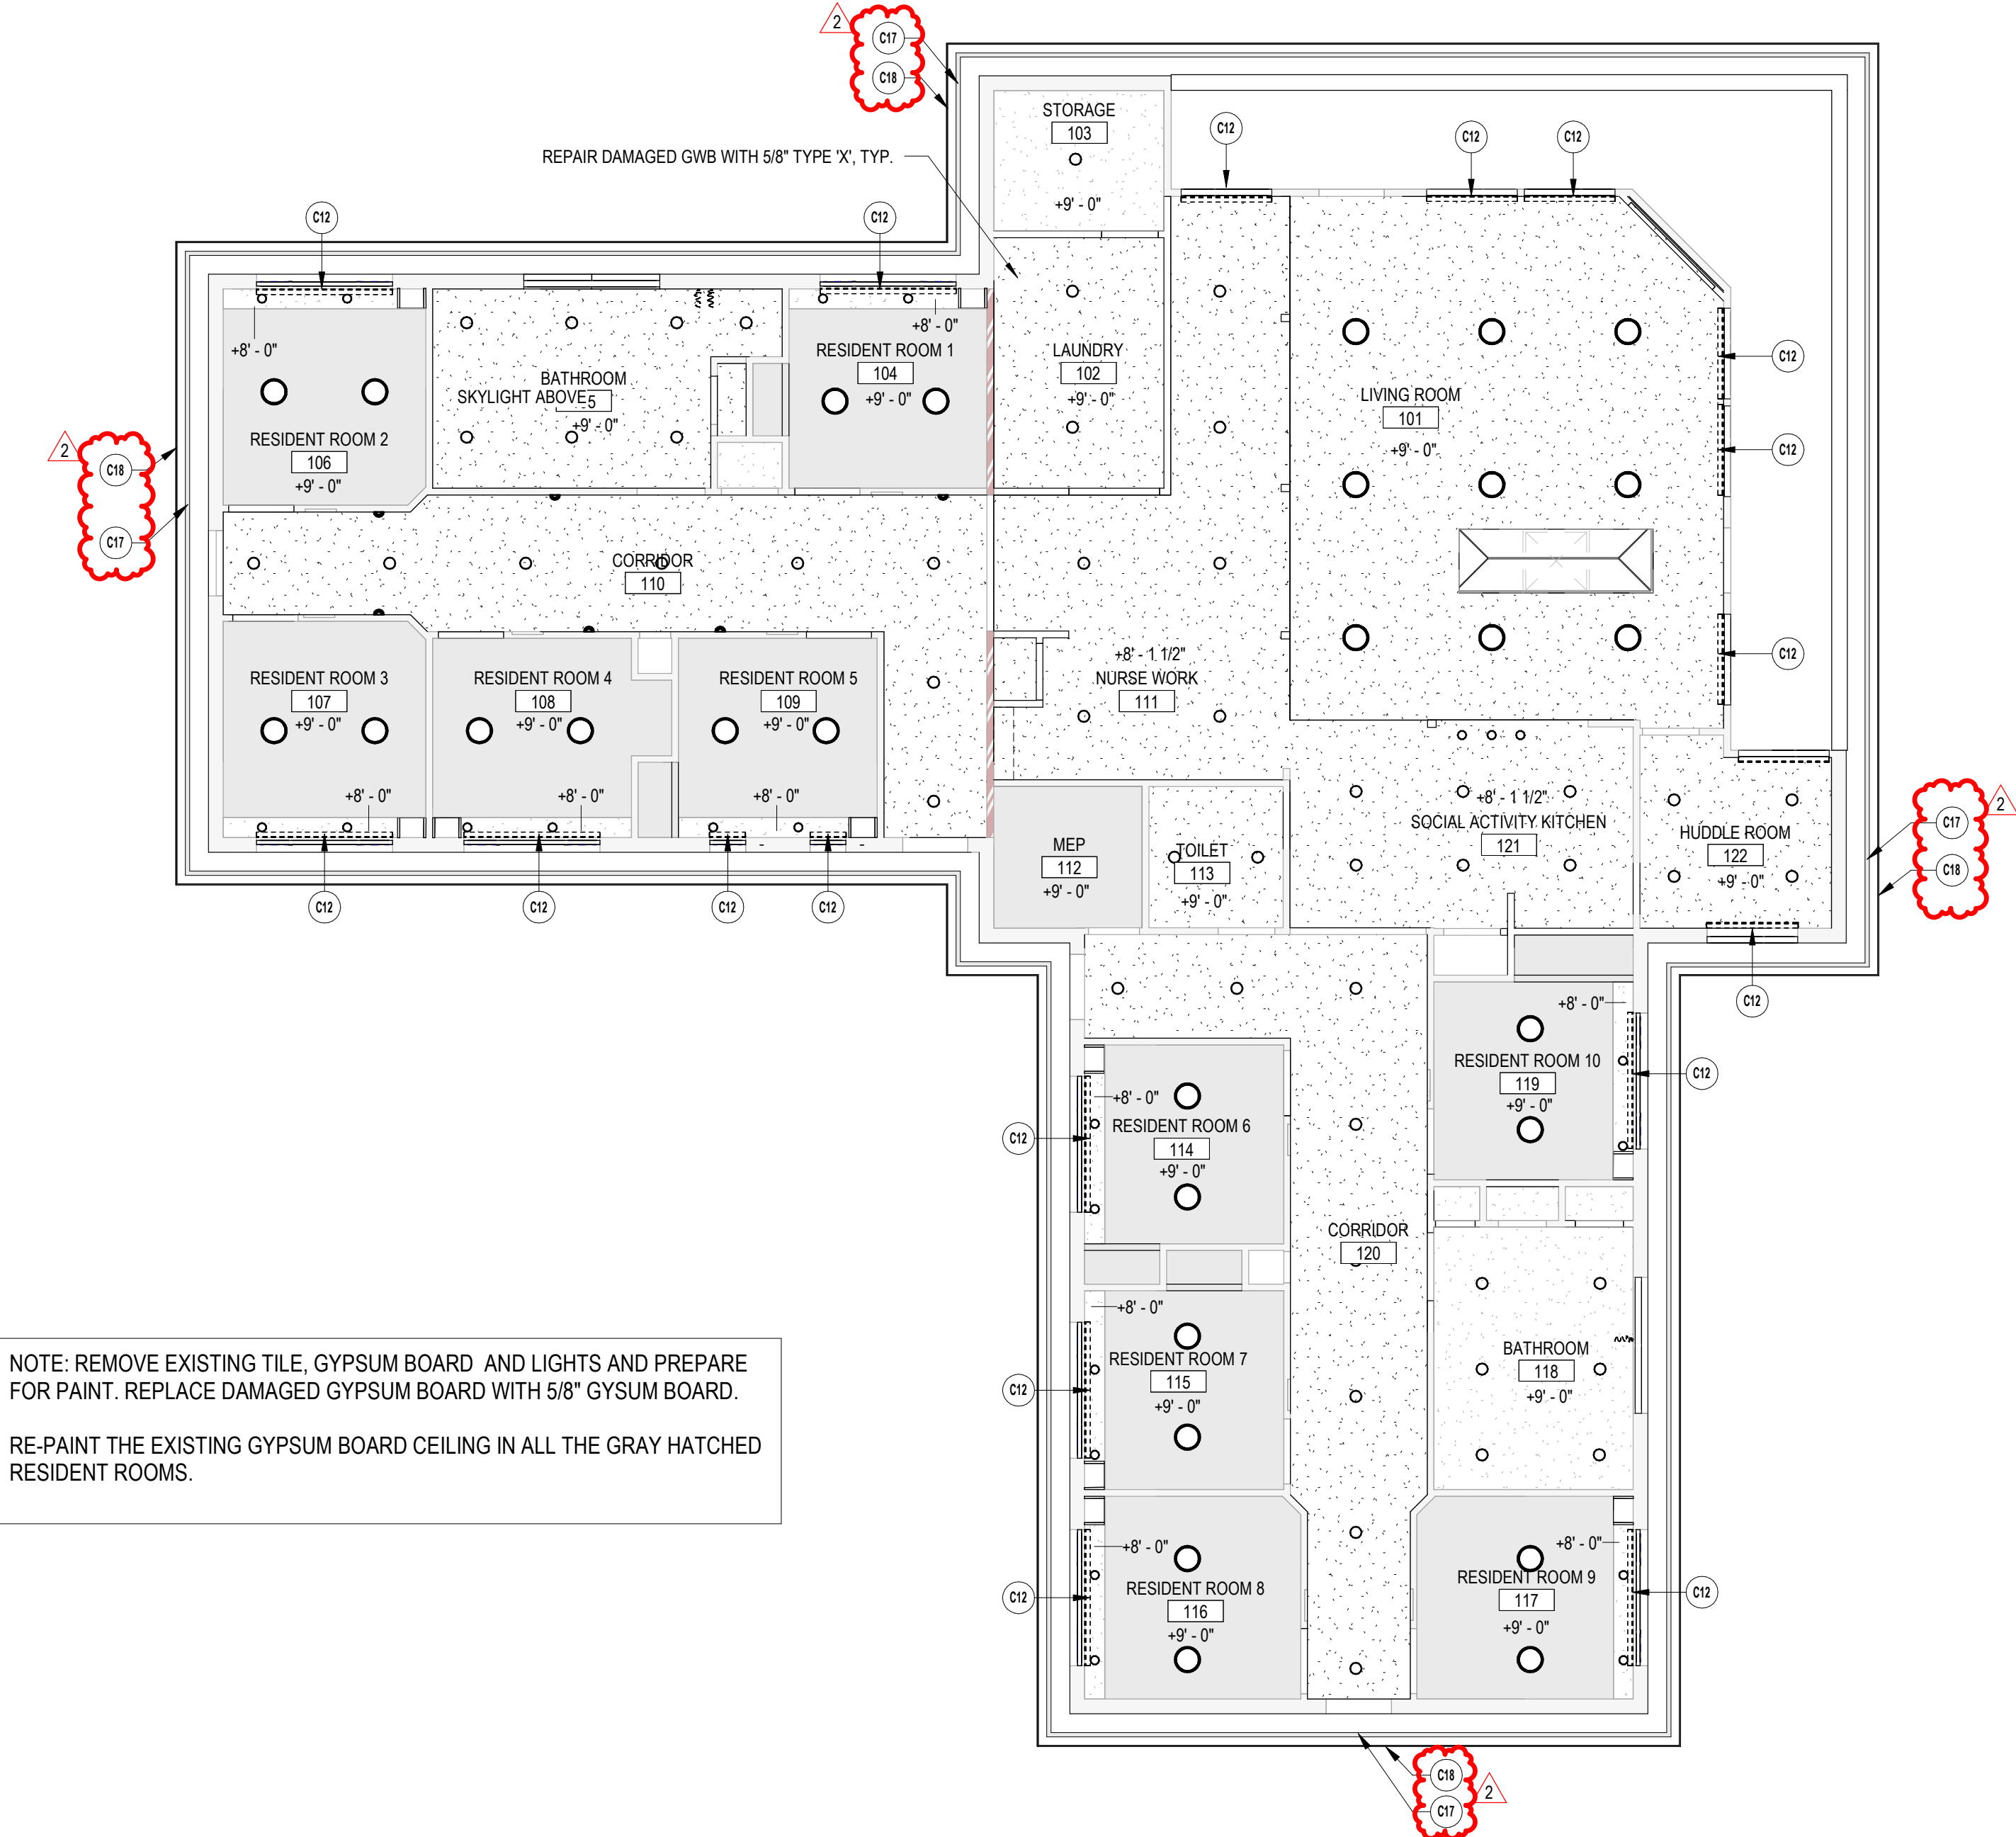 2
C17
C18
STORAGE
103
+9' - 0"
C12
C12
C12
REPAIR DAMAGED GWB WITH 5/8" TYPE 'X', TYP.
C12
C12
+8' - 0"
+8' - 0"
RESIDENT ROOM 1
104
+9' - 0"
LAUNDRY
102
+9' - 0"
LIVING ROOM
101
+9' - 0"
C12
C12
C12
BATHROOM
SKYLIGHT ABOVE 5
+9' - 0"
RESIDENT ROOM 2
106
+9' - 0"
2
C18
C17
CORRIDOR
110
RESIDENT ROOM 3
107
+9' - 0"
+8' - 0"
RESIDENT ROOM 4
108
+9' - 0"
+8' - 0"
RESIDENT ROOM 5
109
+9' - 0"
+8' - 0"
+8' - 1 1/2"
NURSE WORK
111
C12
C12
C12
C12
MEP
112
+9' - 0"
TOILET
113
+9' - 0"
+8' - 1 1/2"
SOCIAL ACTIVITY KITCHEN
121
HUDDLE ROOM
122
+9' - 0"
2
C17
C18
C12
+8' - 0"
RESIDENT ROOM 10
119
+9' - 0"
C12
+8' - 0"
RESIDENT ROOM 6
114
+9' - 0"
C12
CORRIDOR
120
+8' - 0"
RESIDENT ROOM 7
115
+9' - 0"
C12
BATHROOM
118
+9' - 0"
+8' - 0"
RESIDENT ROOM 8
116
+9' - 0"
C12
+8' - 0"
RESIDENT ROOM 9
117
+9' - 0"
C12
C18
C17
2
NOTE: REMOVE EXISTING TILE, GYPSUM BOARD AND LIGHTS AND PREPARE
FOR PAINT. REPLACE DAMAGED GYPSUM BOARD WITH 5/8" GYSUM BOARD.
RE-PAINT THE EXISTING GYPSUM BOARD CEILING IN ALL THE GRAY HATCHED
RESIDENT ROOMS.